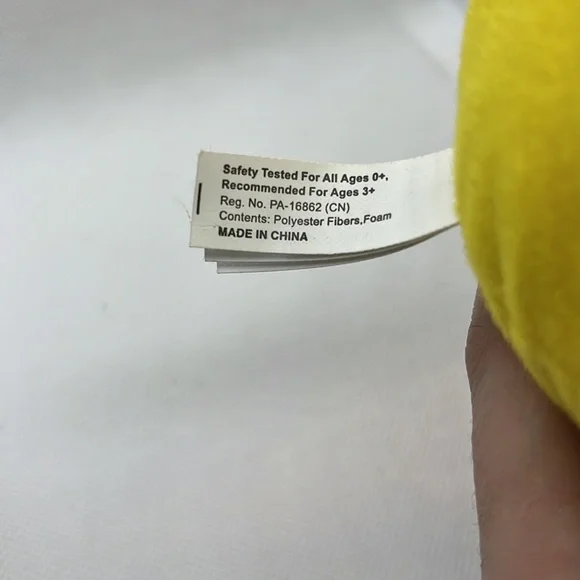 Safety Tested For All Ages 0+,
Recommended For Ages 3+
Reg. No. PA-16862 (CN)
Contents: Polyester Fibers,Foam
MADE IN CHINA